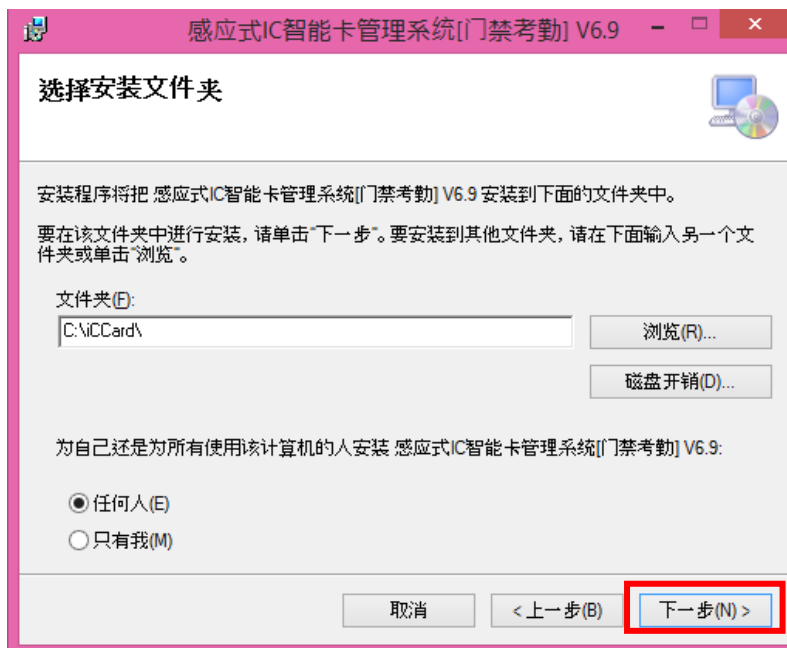 感应式IC智能卡管理系统[门禁考勤] V6.9
选择安装文件夹
安装程序将把 感应式IC智能卡管理系统[门禁考勤] V6.9 安装到下面的文件夹中。
要在该文件夹中进行安装，请单击“下一步”。要安装到其他文件夹，请在下面输入另一个文
件夹或单击“浏览”。
文件夹(F):
C:\iCCard\
浏览(R)...
磁盘开销(D)...
为自己还是为所有使用该计算机的人安装 感应式IC智能卡管理系统[门禁考勤] V6.9:
任何人(E)
只有我(M)
取消
< 上一步(B)
下一步(N) >